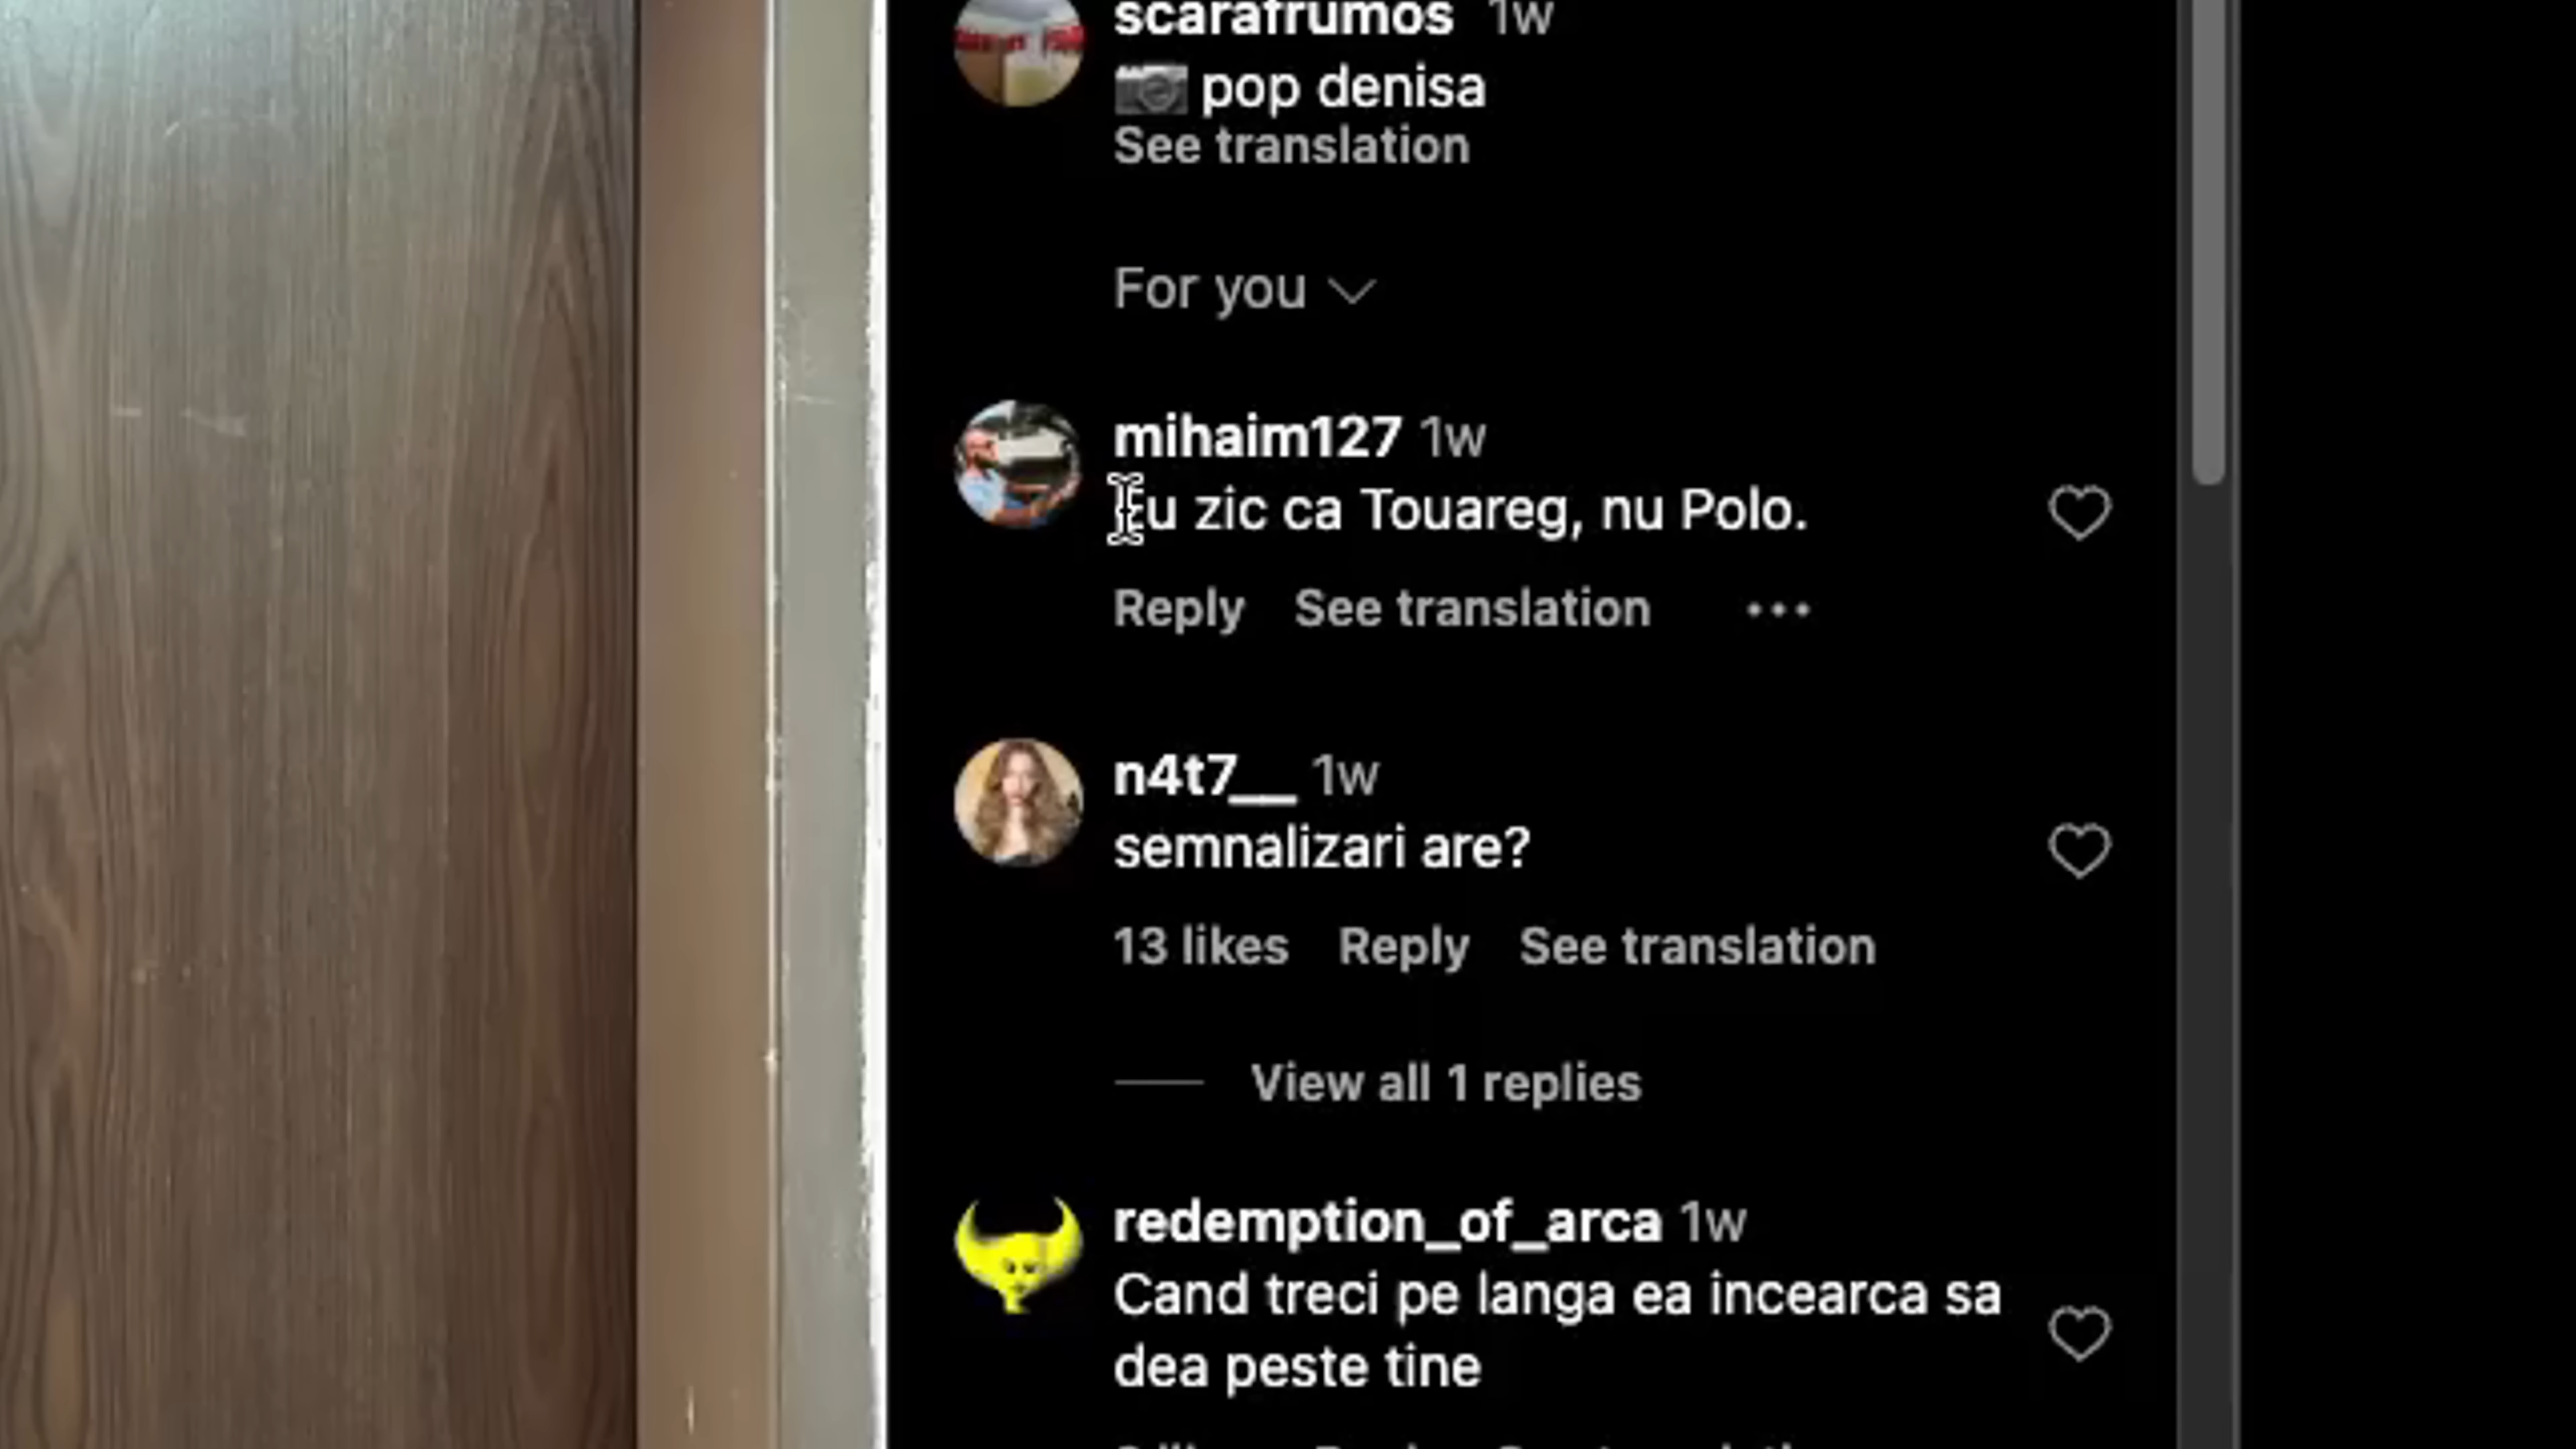 scarafrumos 1w
📷 pop denisa
See translation
For you
mihaim127 1w
Eu zic ca Touareg, nu Polo.
Reply See translation ...
n4t7__ 1w
semnalizari are?
13 likes Reply See translation
View all 1 replies
redemption_of_arca 1w
Cand treci pe langa ea incearca sa
dea peste tine